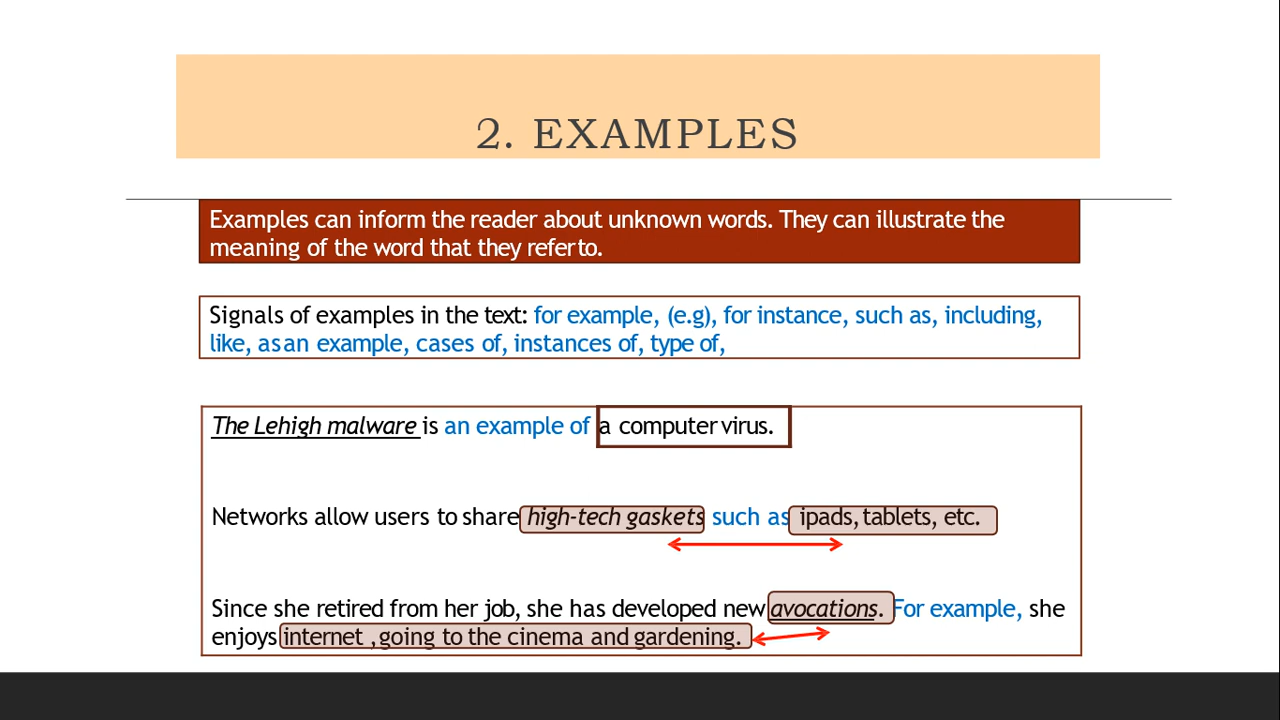 2. EXAMPLES
Examples can inform the reader about unknown words. They can illustrate the
meaning of the word that they refer to.
Signals of examples in the text: for example, (e.g), for instance, such as, including,
like, as an example, cases of, instances of, type of,
The Lehigh malware is an example of a computer virus.
Networks allow users to share high-tech gaskets such as ipads, tablets, etc.
Since she retired from her job, she has developed new avocations. For example, she
enjoys internet ,going to the cinema and gardening.